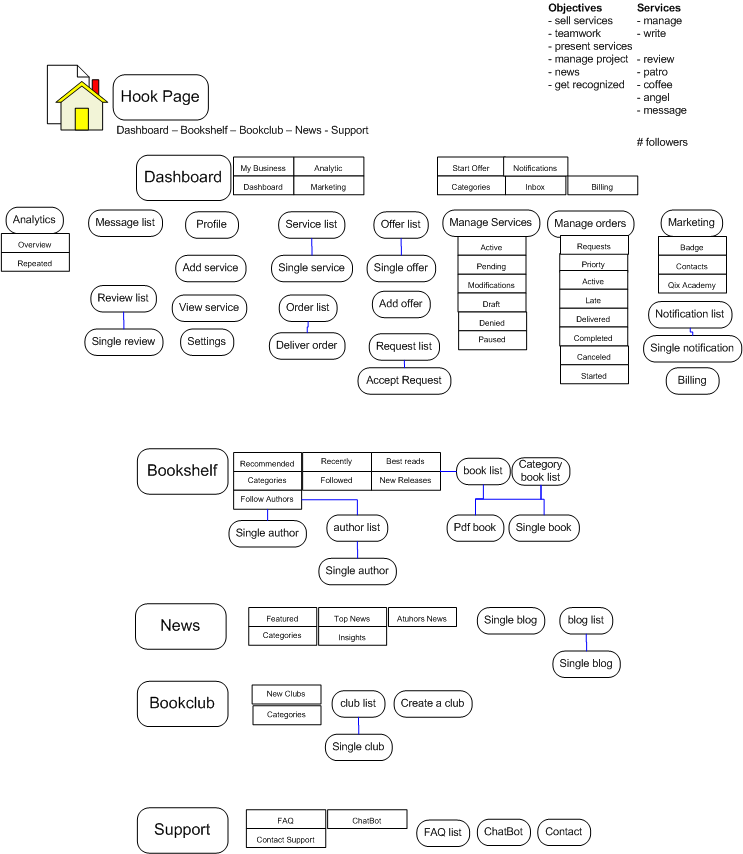 Objectives
- sell services
- teamwork
- present services
- manage project
- news
- get recognized
Services
- manage
- write
- review
- patro
- coffee
- angel
- message
# followers
Hook Page
Dashboard – Bookshelf – Bookclub – News - Support
Dashboard
My Business
Analytic
Dashboard
Marketing
Start Offer
Notifications
Categories
Inbox
Billing
Analytics
Overview
Repeated
Message list
Review list
Single review
Profile
Add service
View service
Settings
Service list
Single service
Order list
Deliver order
Offer list
Single offer
Add offer
Request list
Accept Request
Manage Services
Active
Pending
Modifications
Draft
Denied
Paused
Manage orders
Requests
Priorty
Active
Late
Delivered
Completed
Canceled
Started
Marketing
Badge
Contacts
Qix Academy
Notification list
Single notification
Billing
Bookshelf
Recommended
Recently
Best reads
Categories
Followed
New Releases
Follow Authors
Single author
author list
Single author
book list
Category
book list
Pdf book
Single book
News
Featured
Top News
Atuhors News
Categories
Insights
Single blog
blog list
Single blog
Bookclub
New Clubs
Categories
club list
Create a club
Single club
Support
FAQ
ChatBot
Contact Support
FAQ list
ChatBot
Contact